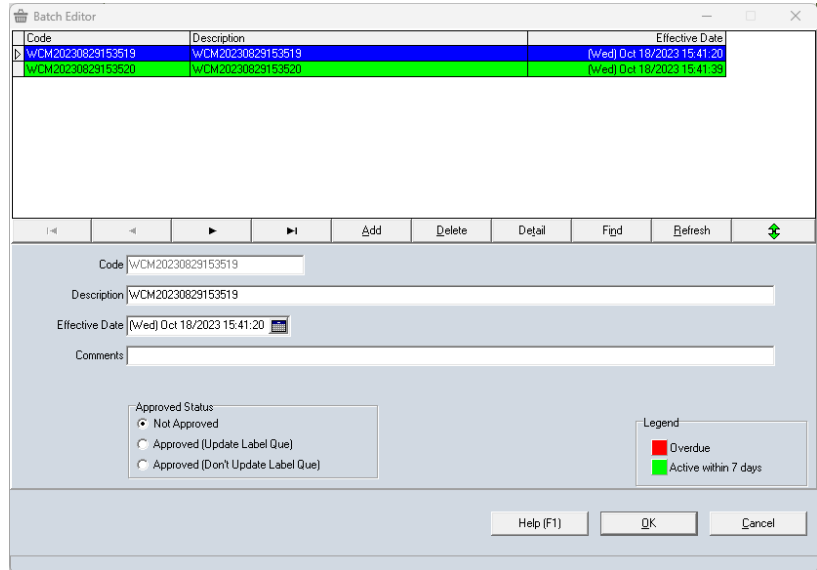 Batch Editor
Code Description Effective Date
WCM20230829153519 WCM20230829153519 (Wed) Oct 18/2023 15:41:20
WCM20230829153520 WCM20230829153520 (Wed) Oct 18/2023 15:41:39
Add Delete Detail Find Refresh
Code WCM20230829153519
Description WCM20230829153519
Effective Date (Wed) Oct 18/2023 15:41:20
Comments
Approved Status
Not Approved
Approved (Update Label Que)
Approved (Don't Update Label Que)
Legend
Overdue
Active within 7 days
Help (F1) OK Cancel